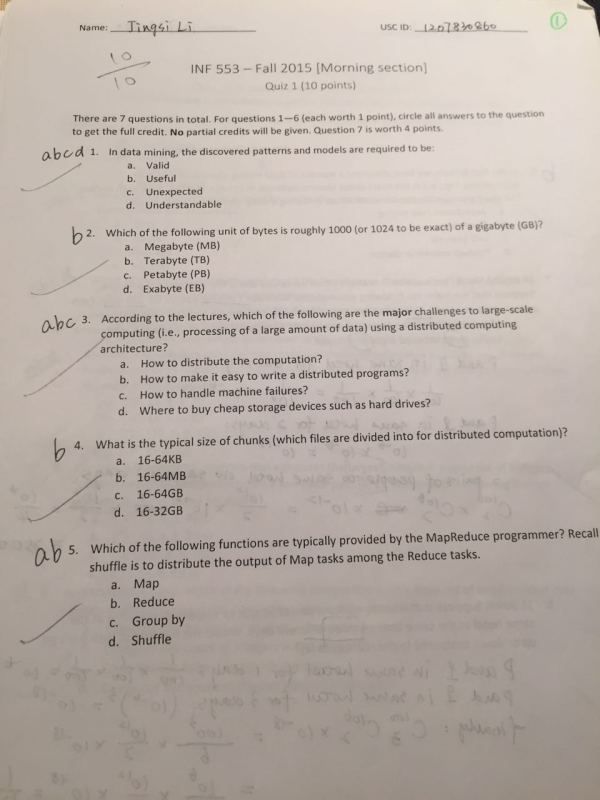 Name: Jingsi Li USC ID: 1207830860 1
10
10
INF 553 – Fall 2015 [Morning section]
Quiz 1 (10 points)
There are 7 questions in total. For questions 1—6 (each worth 1 point), circle all answers to the question
to get the full credit. No partial credits will be given. Question 7 is worth 4 points.
abcd 1. In data mining, the discovered patterns and models are required to be:
a. Valid
b. Useful
c. Unexpected
d. Understandable
b 2. Which of the following unit of bytes is roughly 1000 (or 1024 to be exact) of a gigabyte (GB)?
a. Megabyte (MB)
b. Terabyte (TB)
c. Petabyte (PB)
d. Exabyte (EB)
abc 3. According to the lectures, which of the following are the major challenges to large-scale
computing (i.e., processing of a large amount of data) using a distributed computing
architecture?
a. How to distribute the computation?
b. How to make it easy to write a distributed programs?
c. How to handle machine failures?
d. Where to buy cheap storage devices such as hard drives?
b 4. What is the typical size of chunks (which files are divided into for distributed computation)?
a. 16-64KB
b. 16-64MB
c. 16-64GB
d. 16-32GB
ab 5. Which of the following functions are typically provided by the MapReduce programmer? Recall
shuffle is to distribute the output of Map tasks among the Reduce tasks.
a. Map
b. Reduce
c. Group by
d. Shuffle